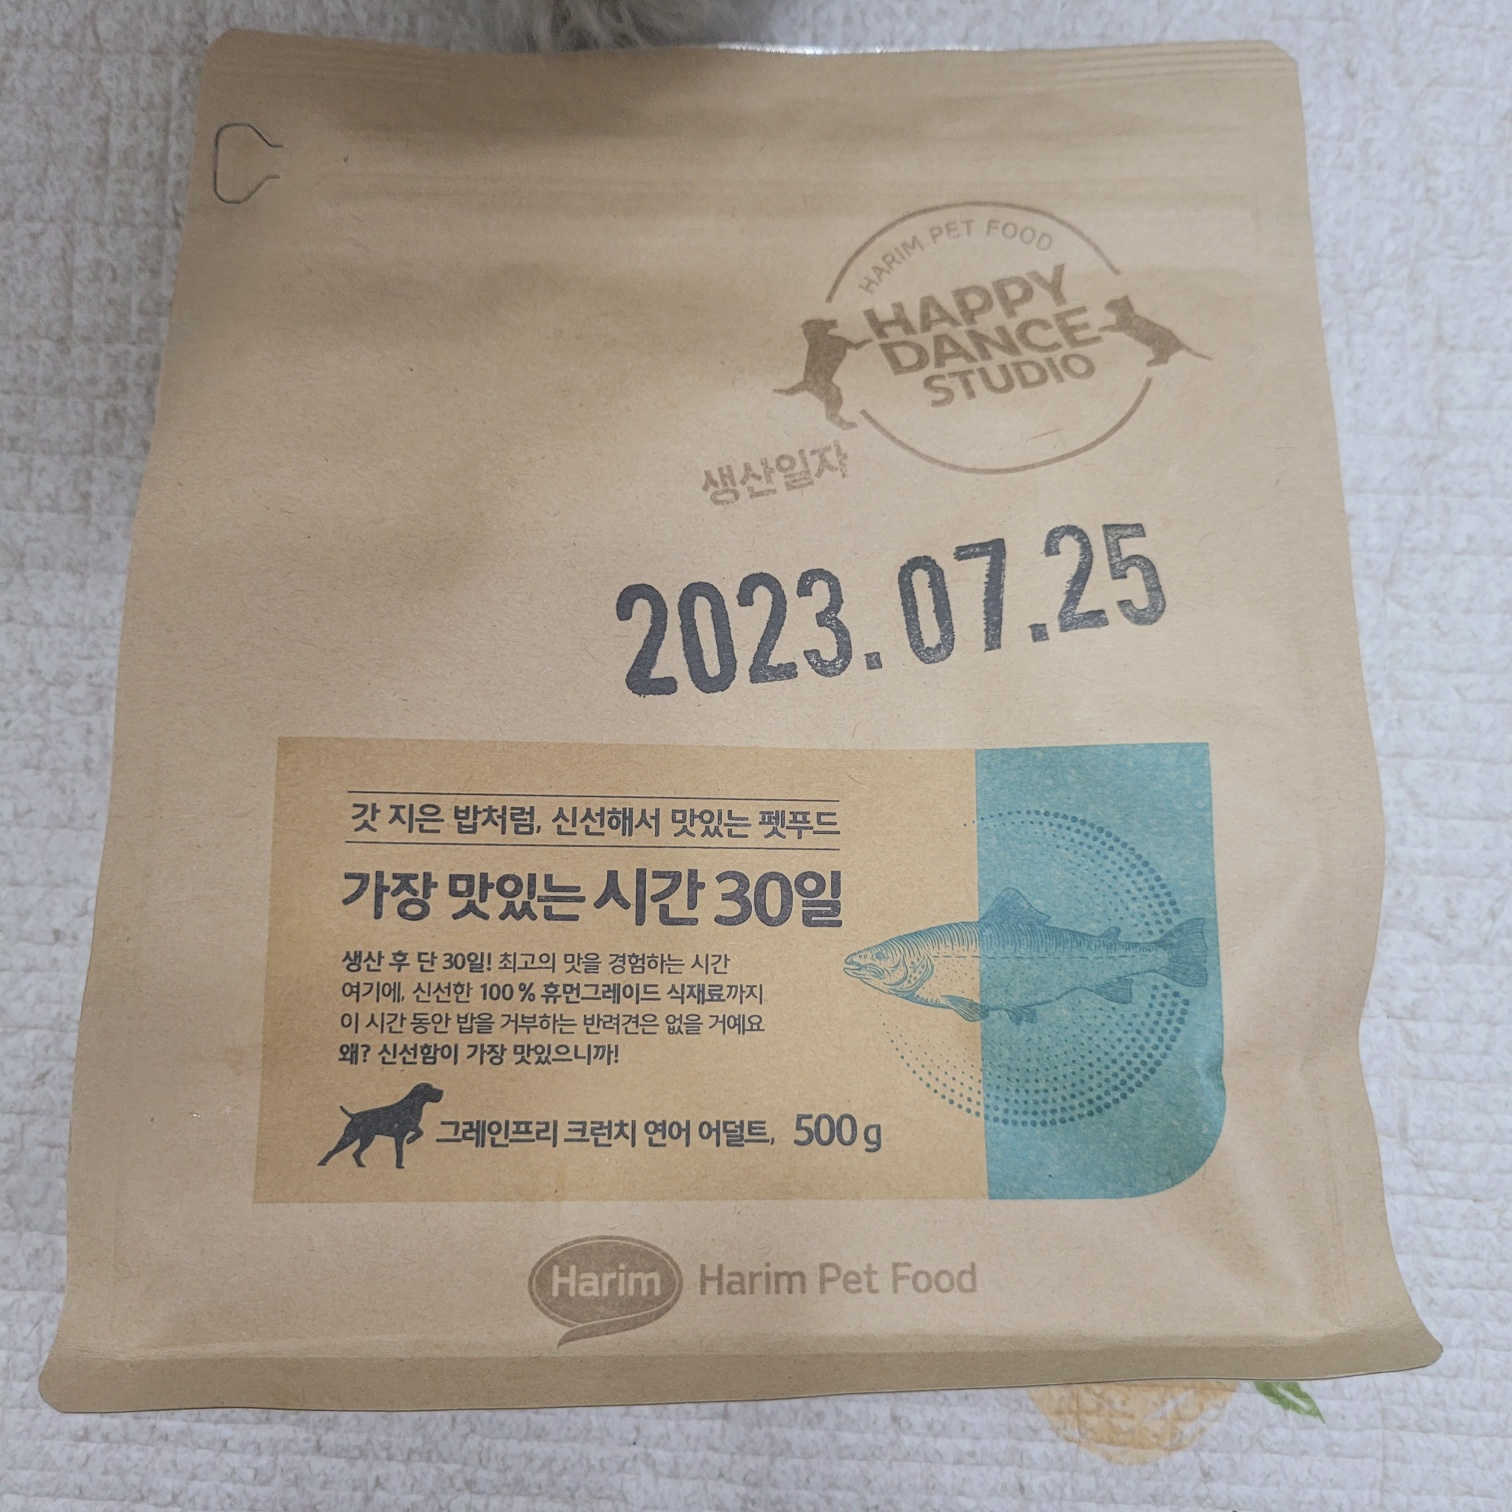 HARIM PET FOOD
HAPPY
DANCE
STUDIO
생산일자
2023.07.25
갓 지은 밥처럼, 신선해서 맛있는 펫푸드
가장 맛있는 시간 30일
생산 후 단 30일! 최고의 맛을 경험하는 시간
여기에, 신선한 100% 휴먼그레이드 식재료까지
이 시간 동안 밥을 거부하는 반려견은 없을 거예요
왜? 신선함이 가장 맛있으니까!
그레인프리 크런치 연어 어덜트, 500g
Harim Harim Pet Food